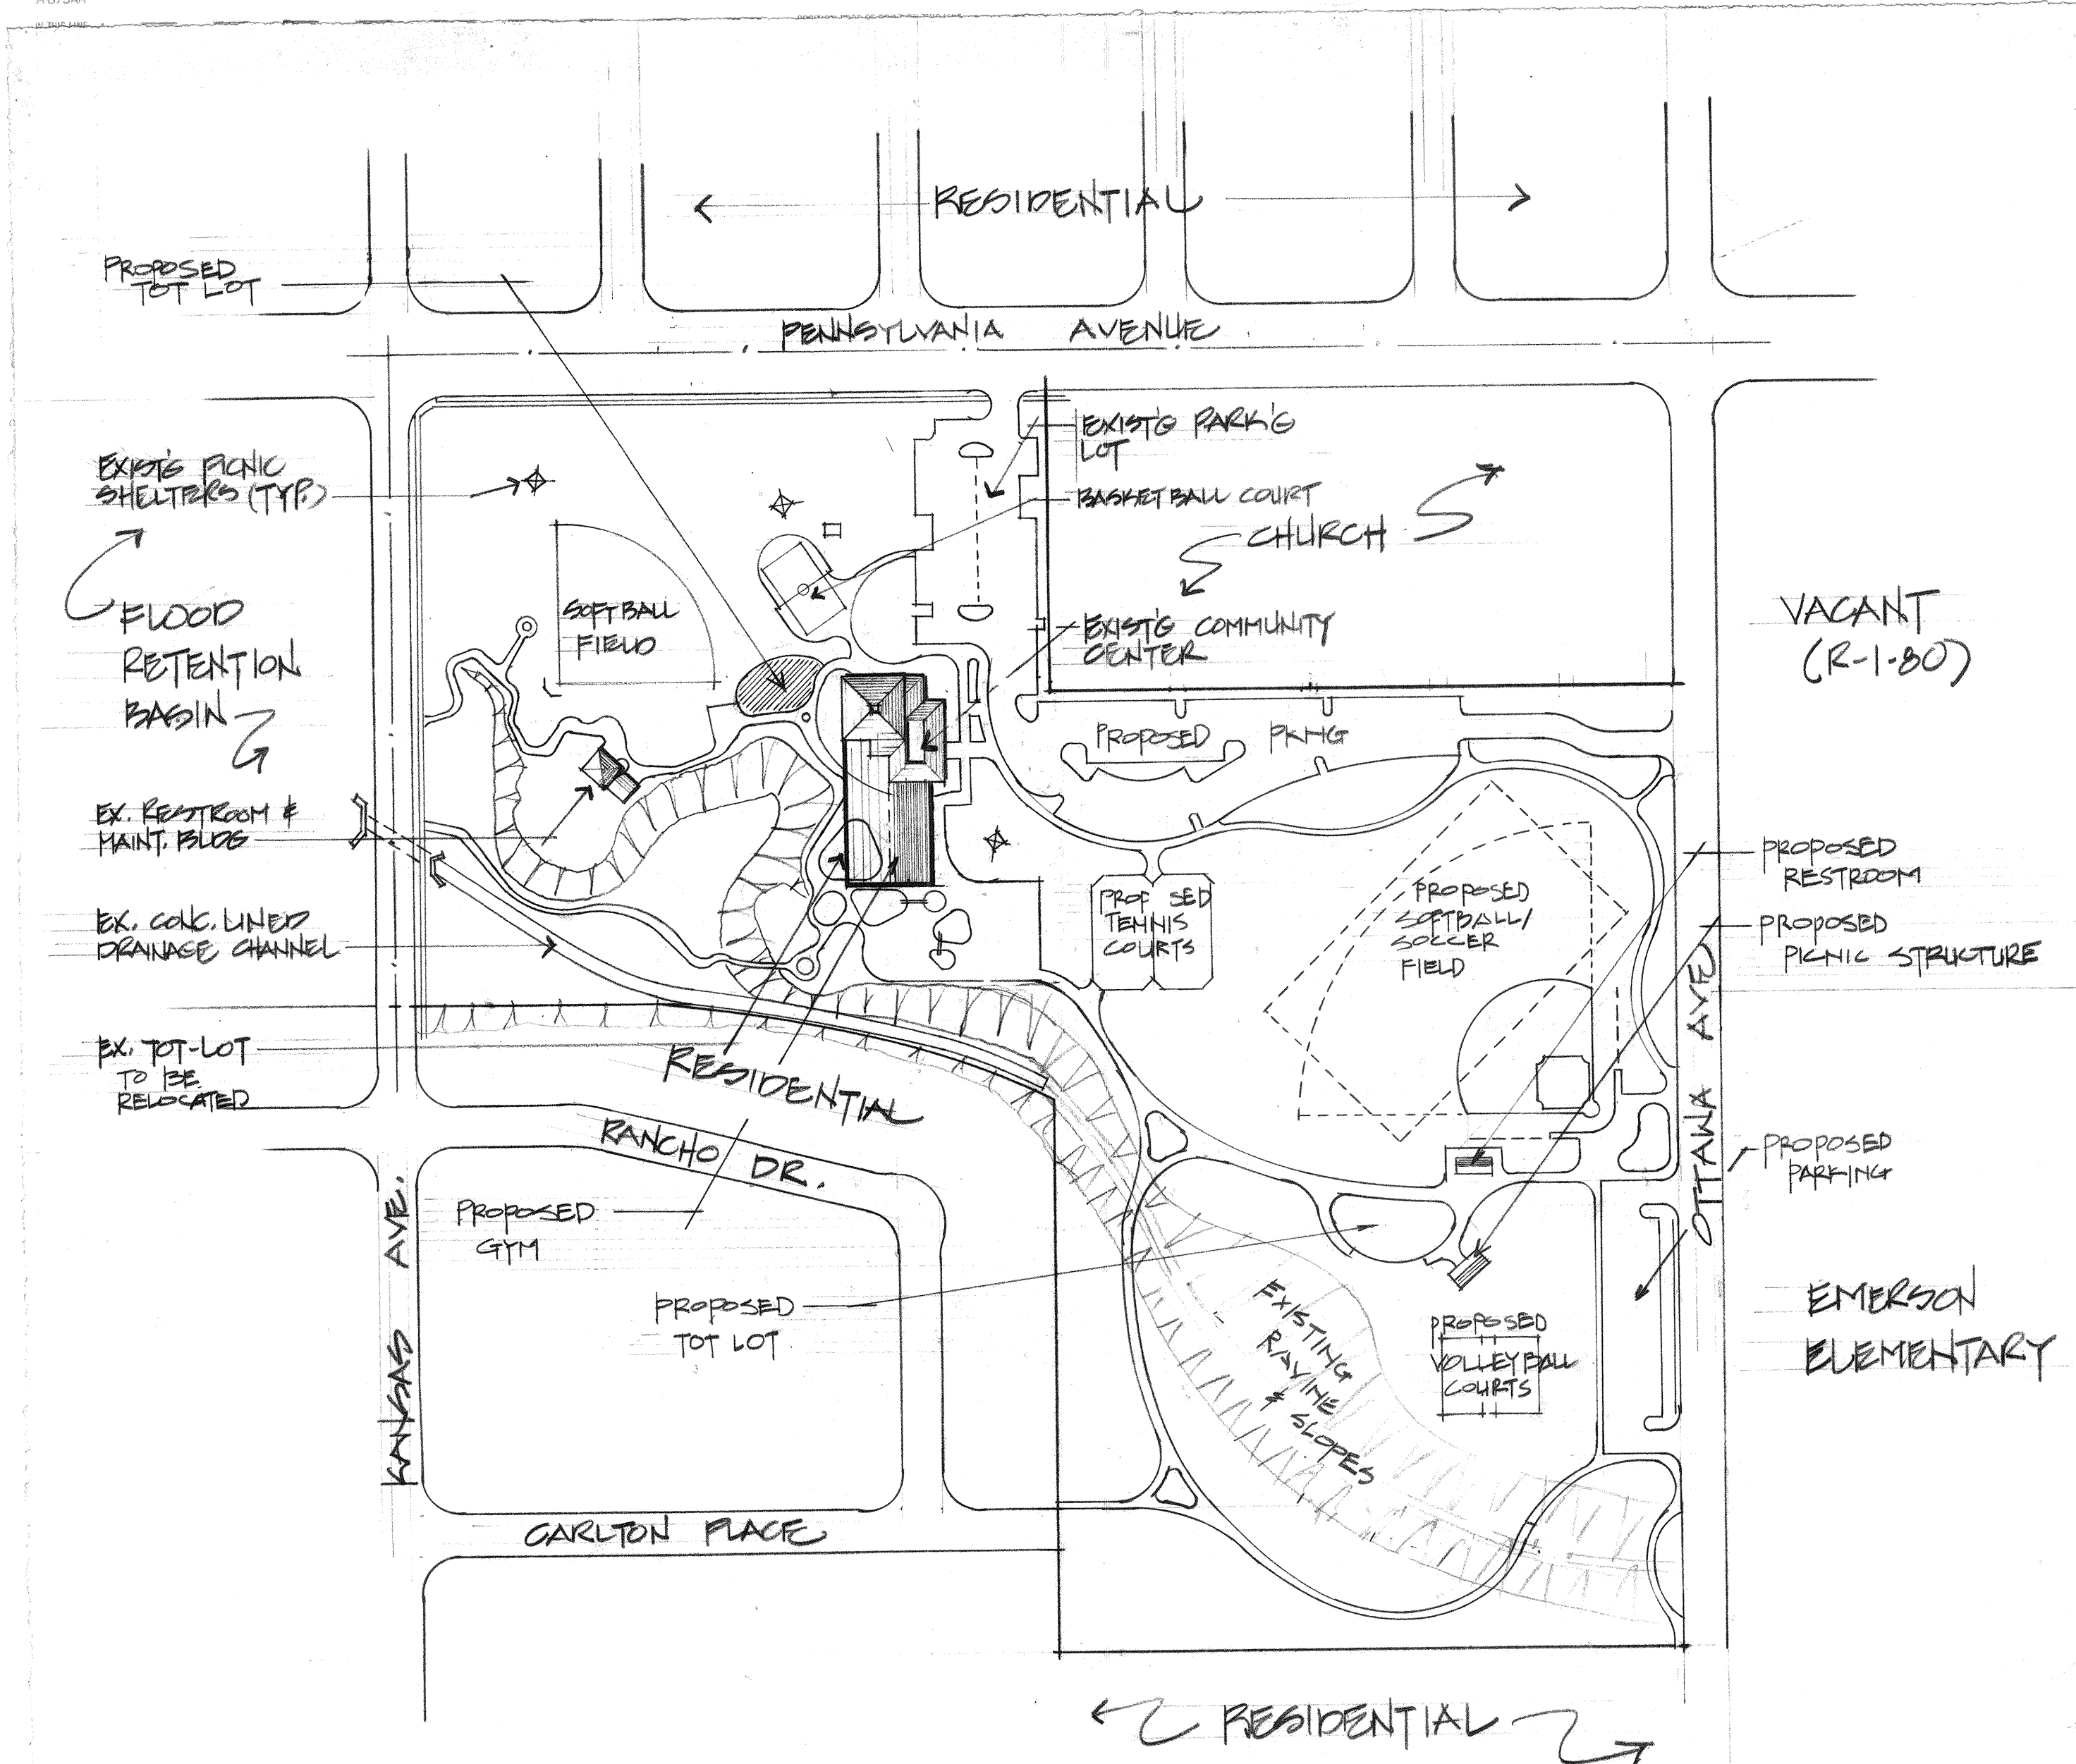 RESIDENTIAL
PROPOSED
TOT LOT
PENNSYLVANIA AVENUE
EXIST'G PARK'G
LOT
EXIST'G PICNIC
SHELTERS (TYP.)
BASKETBALL COURT
CHURCH
FLOOD
RETENTION
BASIN
SOFTBALL
FIELD
EXIST'G COMMUNITY
CENTER
VACANT
(R-1-80)
PROPOSED PKNG
EX. RESTROOM &
MAINT. BLDG
PROPOSED
RESTROOM
PROP SED
TENNIS
COURTS
PROPOSED
SOFTBALL/
SOCCER
FIELD
PROPOSED
PICNIC STRUCTURE
EX. CONC. LINED
DRAINAGE CHANNEL
EX. TOT-LOT
TO BE
RELOCATED
RESIDENTIAL
RANCHO DR.
OTTAWA AVE
PROPOSED
PARKING
KANSAS AVE.
PROPOSED
GYM
PROPOSED
TOT LOT
EXISTING
RAVINE
& SLOPES
PROPOSED
VOLLEYBALL
COURTS
EMERSON
ELEMENTARY
CARLTON PLACE
RESIDENTIAL